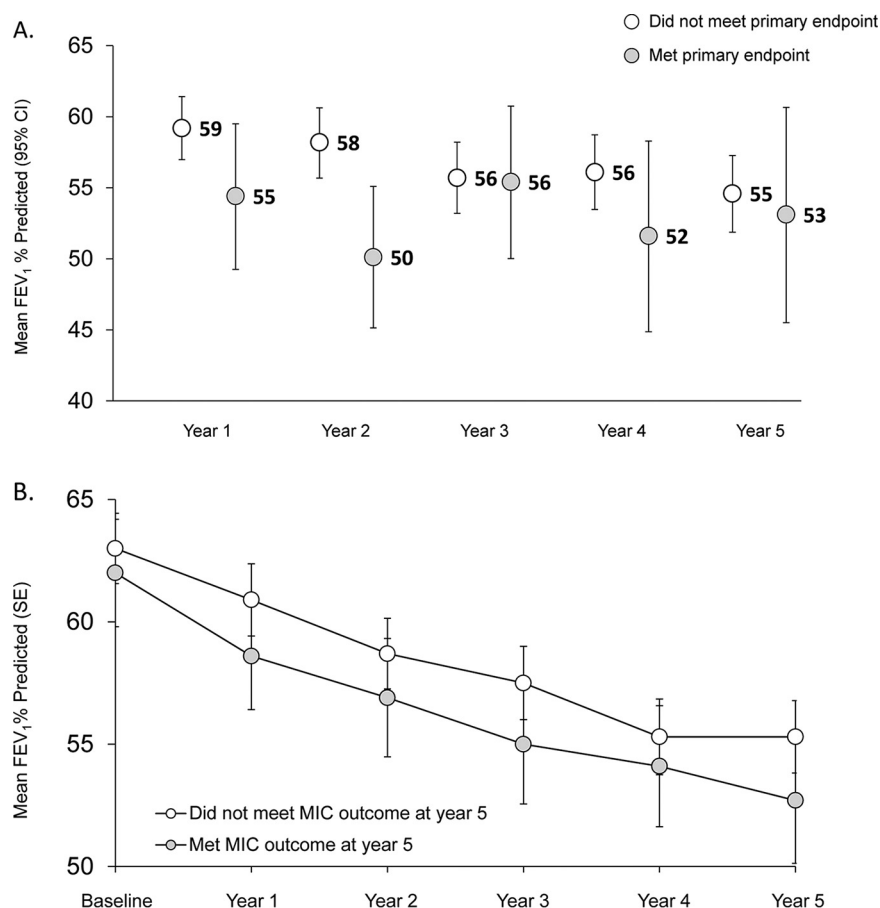 A.
Did not meet primary endpoint
Met primary endpoint
Mean FEV1 % Predicted (95% CI)
65
60
55
50
45
40
59
55
58
50
56
56
56
52
55
53
Year 1
Year 2
Year 3
Year 4
Year 5
B.
Mean FEV1% Predicted (SE)
65
60
55
50
Did not meet MIC outcome at year 5
Met MIC outcome at year 5
Baseline
Year 1
Year 2
Year 3
Year 4
Year 5